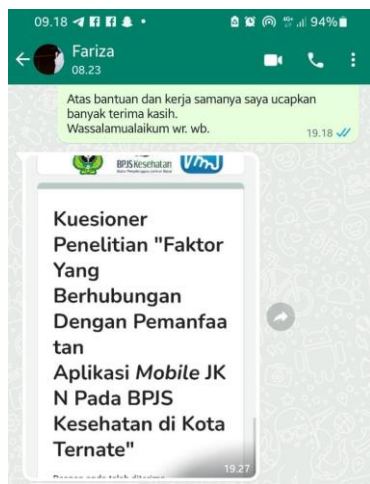 09.18
94%
Fariza
08.23
Atas bantuan dan kerja samanya saya ucapkan
banyak terima kasih.
Wassalamualaikum wr. wb.
19.18
BPJS Kesehatan
Kuesioner
Penelitian "Faktor
Yang
Berhubungan
Dengan Pemanfaa
tan
Aplikasi Mobile JK
N Pada BPJS
Kesehatan di Kota
Ternate"
19.27